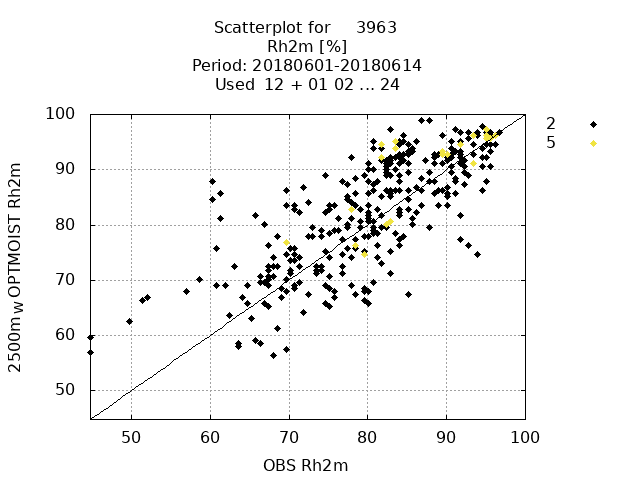 Scatterplot for 3963
Rh2m [%]
Period: 20180601-20180614
Used 12 + 01 02 ... 24
2
5
100
90
80
70
60
50
2500m_w OPTMOIST Rh2m
50
60
70
80
90
100
OBS Rh2m